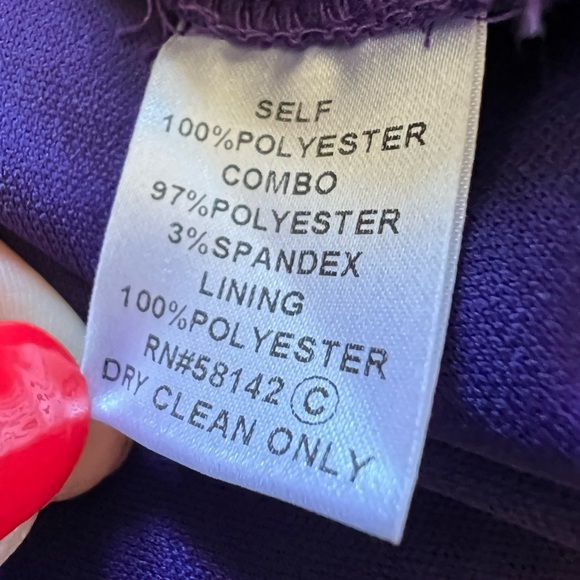 SELF
100%POLYESTER
COMBO
97%POLYESTER
3%SPANDEX
LINING
100%POLYESTER
RN#58142 Ⓒ
DRY CLEAN ONLY